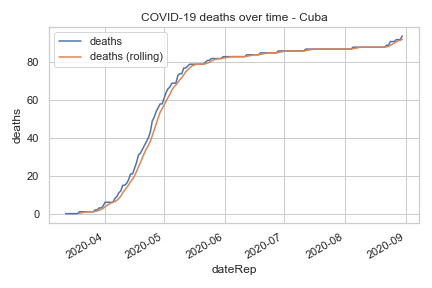 COVID-19 deaths over time - Cuba
deaths
deaths (rolling)
80
60
40
20
0
deaths
2020-04
2020-05
2020-06
2020-07
2020-08
2020-09
dateRep